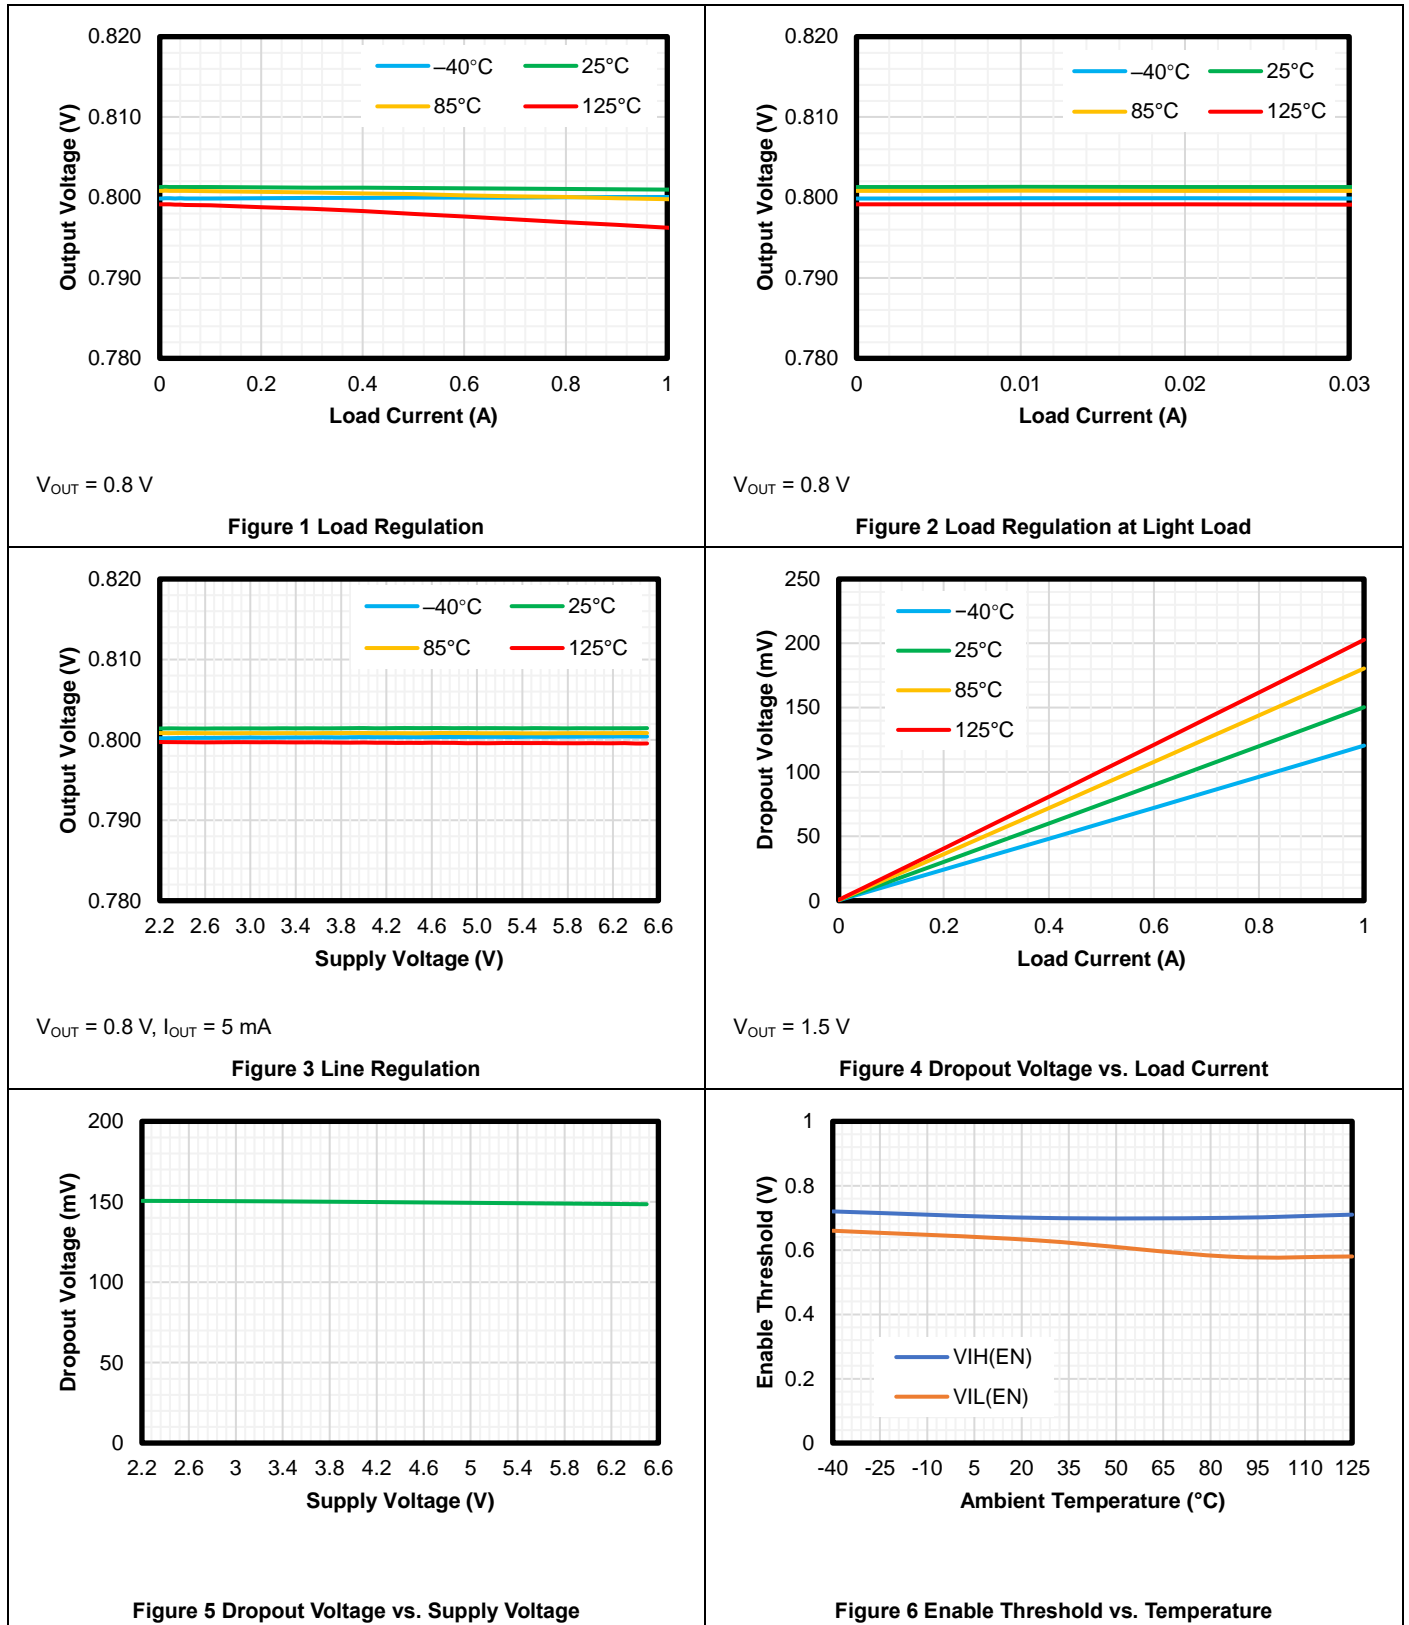 0.820
0.810
0.800
0.790
0.780
Output Voltage (V)
–40°C
25°C
85°C
125°C
0 0.2 0.4 0.6 0.8 1
Load Current (A)
VOUT = 0.8 V
Figure 1 Load Regulation
0.820
0.810
0.800
0.790
0.780
Output Voltage (V)
–40°C
25°C
85°C
125°C
0 0.01 0.02 0.03
Load Current (A)
VOUT = 0.8 V
Figure 2 Load Regulation at Light Load
0.820
0.810
0.800
0.790
0.780
Output Voltage (V)
–40°C
25°C
85°C
125°C
2.2 2.6 3.0 3.4 3.8 4.2 4.6 5.0 5.4 5.8 6.2 6.6
Supply Voltage (V)
VOUT = 0.8 V, IOUT = 5 mA
Figure 3 Line Regulation
250
200
150
100
50
0
Dropout Voltage (mV)
−40°C
25°C
85°C
125°C
0 0.2 0.4 0.6 0.8 1
Load Current (A)
VOUT = 1.5 V
Figure 4 Dropout Voltage vs. Load Current
200
150
100
50
0
Dropout Voltage (mV)
2.2 2.6 3 3.4 3.8 4.2 4.6 5 5.4 5.8 6.2 6.6
Supply Voltage (V)
Figure 5 Dropout Voltage vs. Supply Voltage
1
0.8
0.6
0.4
0.2
0
Enable Threshold (V)
VIH(EN)
VIL(EN)
-40 -25 -10 5 20 35 50 65 80 95 110 125
Ambient Temperature (°C)
Figure 6 Enable Threshold vs. Temperature